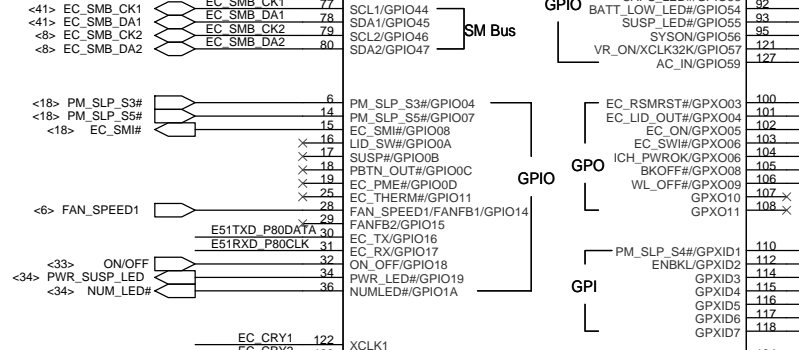 <41> EC_SMB_CK1 EC_SMB_CK1 77 SCL1/GPIO44
<41> EC_SMB_DA1 EC_SMB_DA1 78 SDA1/GPIO45
<8> EC_SMB_CK2 EC_SMB_CK2 79 SCL2/GPIO46
<8> EC_SMB_DA2 EC_SMB_DA2 80 SDA2/GPIO47
SM Bus
GPIO
92
BATT_LOW_LED#/GPIO54 93
SUSP_LED#/GPIO55 95
SYSON/GPIO56 121
VR_ON/XCLK32K/GPIO57 127
AC_IN/GPIO59
<18> PM_SLP_S3# 6 PM_SLP_S3#/GPIO04
<18> PM_SLP_S5# 14 PM_SLP_S5#/GPIO07
<18> EC_SMI# 15 EC_SMI#/GPIO08
16 LID_SW#/GPIO0A
17 SUSP#/GPIO0B
18 PBTN_OUT#/GPIO0C
19 EC_PME#/GPIO0D
25 EC_THERM#/GPIO11
<6> FAN_SPEED1 28 FAN_SPEED1/FANFB1/GPIO14
29 FANFB2/GPIO15
E51TXD_P80DATA 30 EC_TX/GPIO16
E51RXD_P80CLK 31 EC_RX/GPIO17
<33> ON/OFF 32 ON_OFF/GPIO18
<34> PWR_SUSP_LED 34 PWR_LED#/GPIO19
<34> NUM_LED# 36 NUMLED#/GPIO1A
GPIO
EC_RSMRST#/GPXO03 100
EC_LID_OUT#/GPXO04 101
EC_ON/GPXO05 102
EC_SWI#/GPXO06 103
ICH_PWROK/GPXO06 104
BKOFF#/GPXO08 105
WL_OFF#/GPXO09 106
GPXO10 107
GPXO11 108
GPO
PM_SLP_S4#/GPXID1 110
ENBKL/GPXID2 112
GPXID3 114
GPXID4 115
GPXID5 116
GPXID6 117
GPXID7 118
GPI
EC_CRY1 122 XCLK1